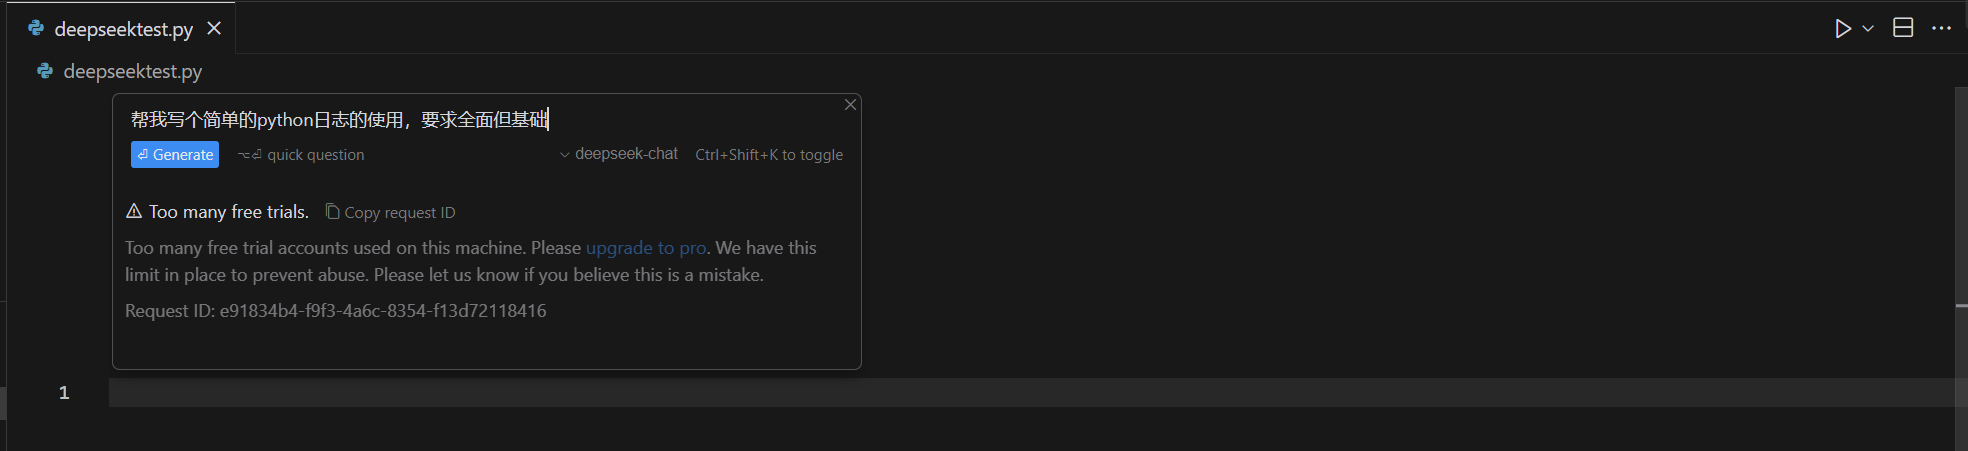 deepseektest.py
deepseektest.py
帮我写个简单的python日志的使用，要求全面但基础
Generate quick question deepseek-chat Ctrl+Shift+K to toggle
Too many free trials. Copy request ID
Too many free trial accounts used on this machine. Please upgrade to pro. We have this
limit in place to prevent abuse. Please let us know if you believe this is a mistake.
Request ID: e91834b4-f9f3-4a6c-8354-f13d72118416
1